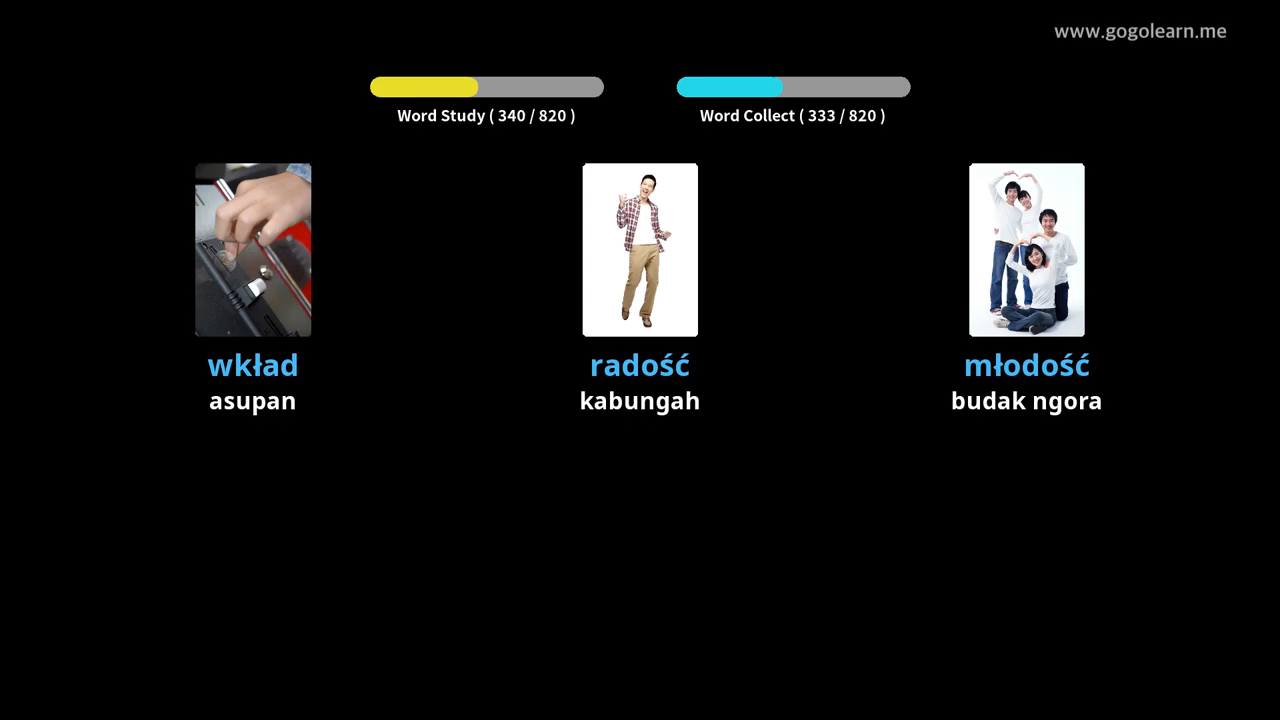 www.gogolearn.me
Word Study ( 340 / 820 )
Word Collect ( 333 / 820 )
wkład
asupan
radość
kabungah
młodość
budak ngora